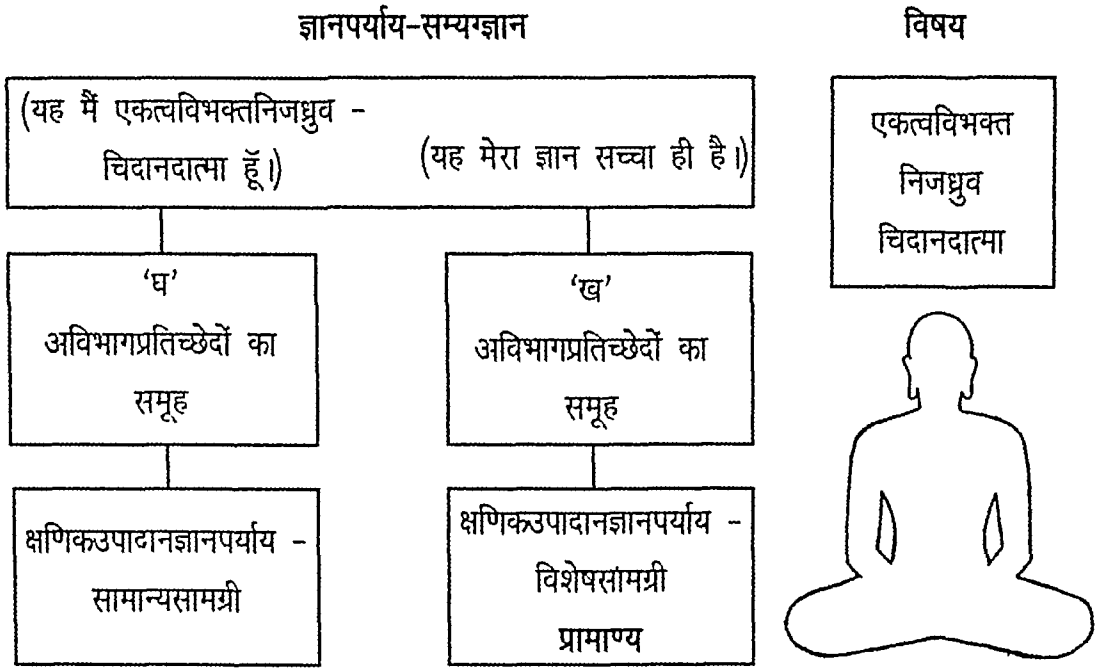 ज्ञानपर्याय-सम्यग्ज्ञान
विषय
(यह मैं एकत्वविभक्तनिजध्रुव -
चिदानदात्मा हूँ।)
(यह मेरा ज्ञान सच्चा ही है।)
एकत्वविभक्त
निजध्रुव
चिदानदात्मा
‘घ’
अविभागप्रतिच्छेदों का
समूह
‘ख’
अविभागप्रतिच्छेदों का
समूह
क्षणिकउपादानज्ञानपर्याय -
सामान्यसामग्री
क्षणिकउपादानज्ञानपर्याय -
विशेषसामग्री
प्रामाण्य